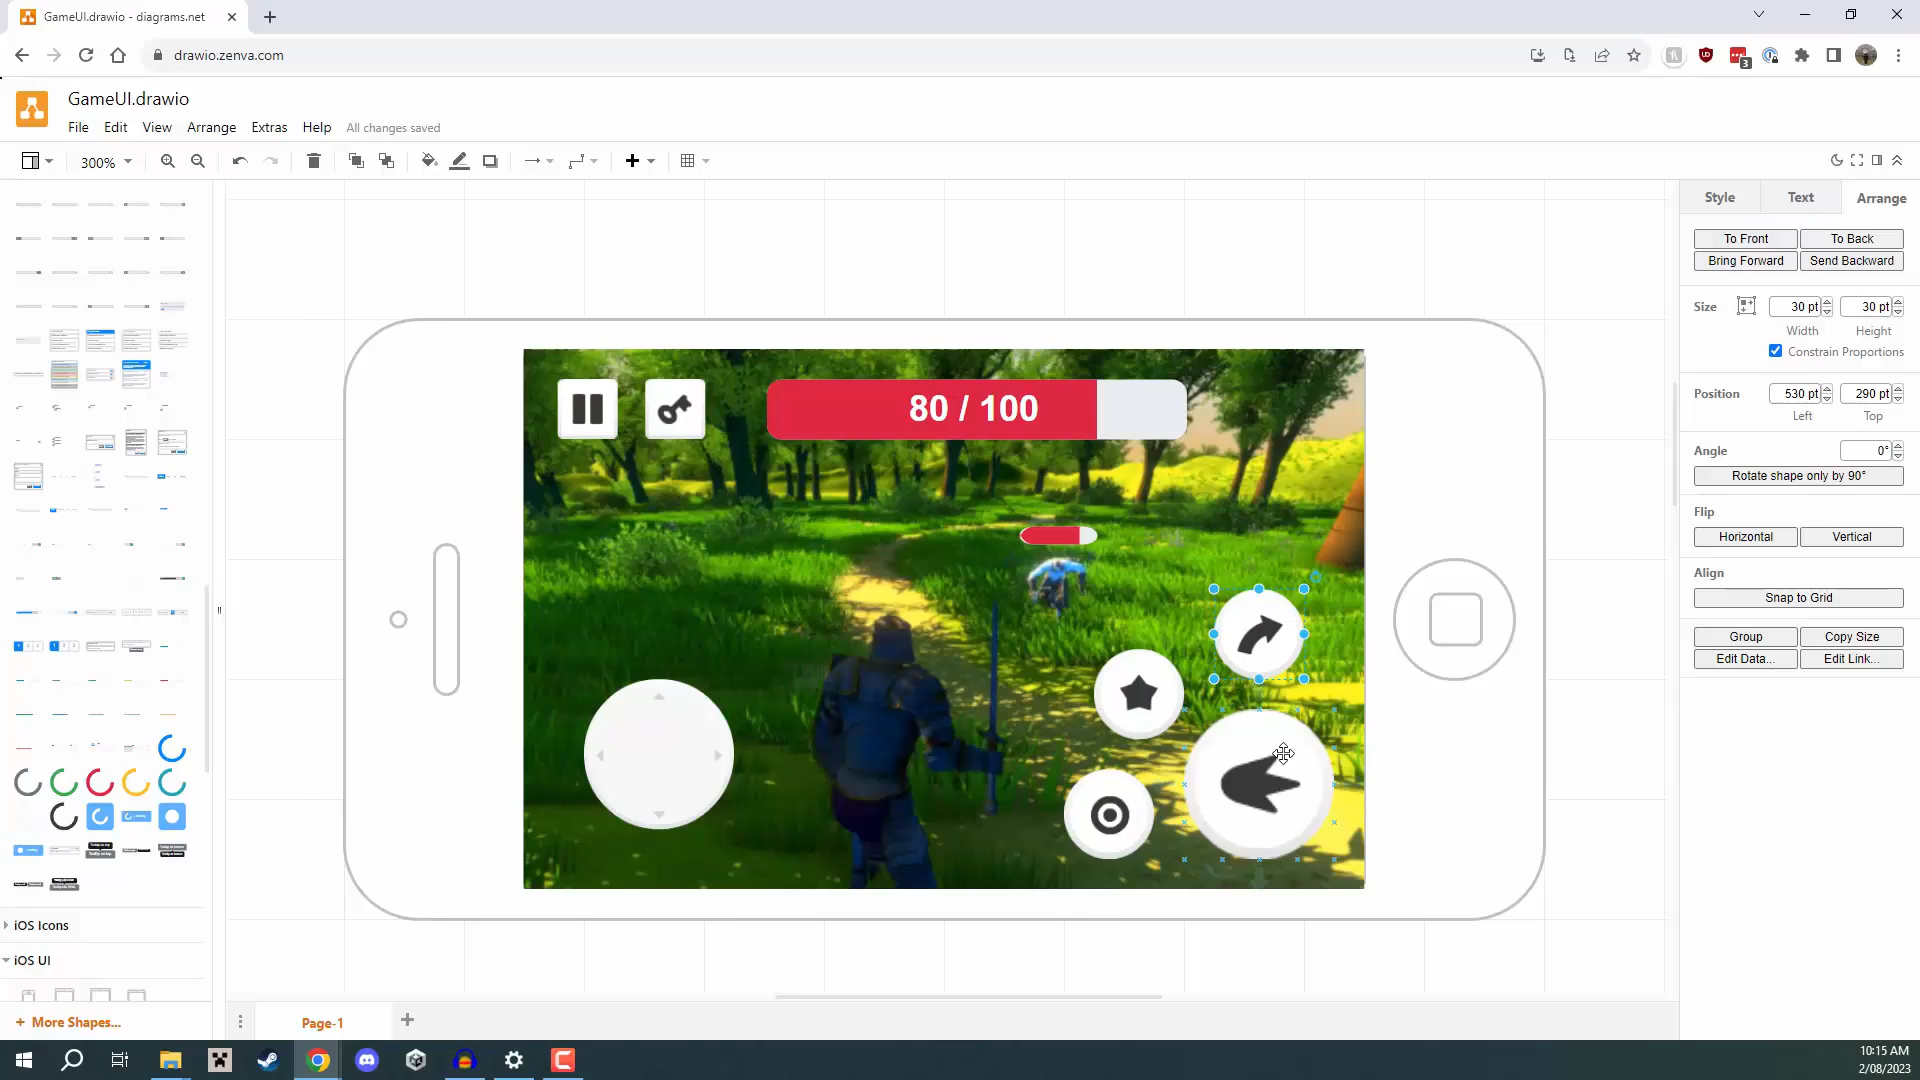 GameUI.drawio - diagrams.net
drawio.zenva.com
3
GameUI.drawio
File Edit View Arrange Extras Help All changes saved
300%
Style Text Arrange
To Front To Back
Bring Forward Send Backward
Size 30 pt 30 pt
Width Height
Constrain Proportions
Position 530 pt 290 pt
Left Top
Angle 0°
Rotate shape only by 90°
Flip
Horizontal Vertical
Align
Snap to Grid
Group Copy Size
Edit Data... Edit Link...
80 / 100
iOS Icons
iOS UI
+ More Shapes...
Page-1
10:15 AM
2/08/2023